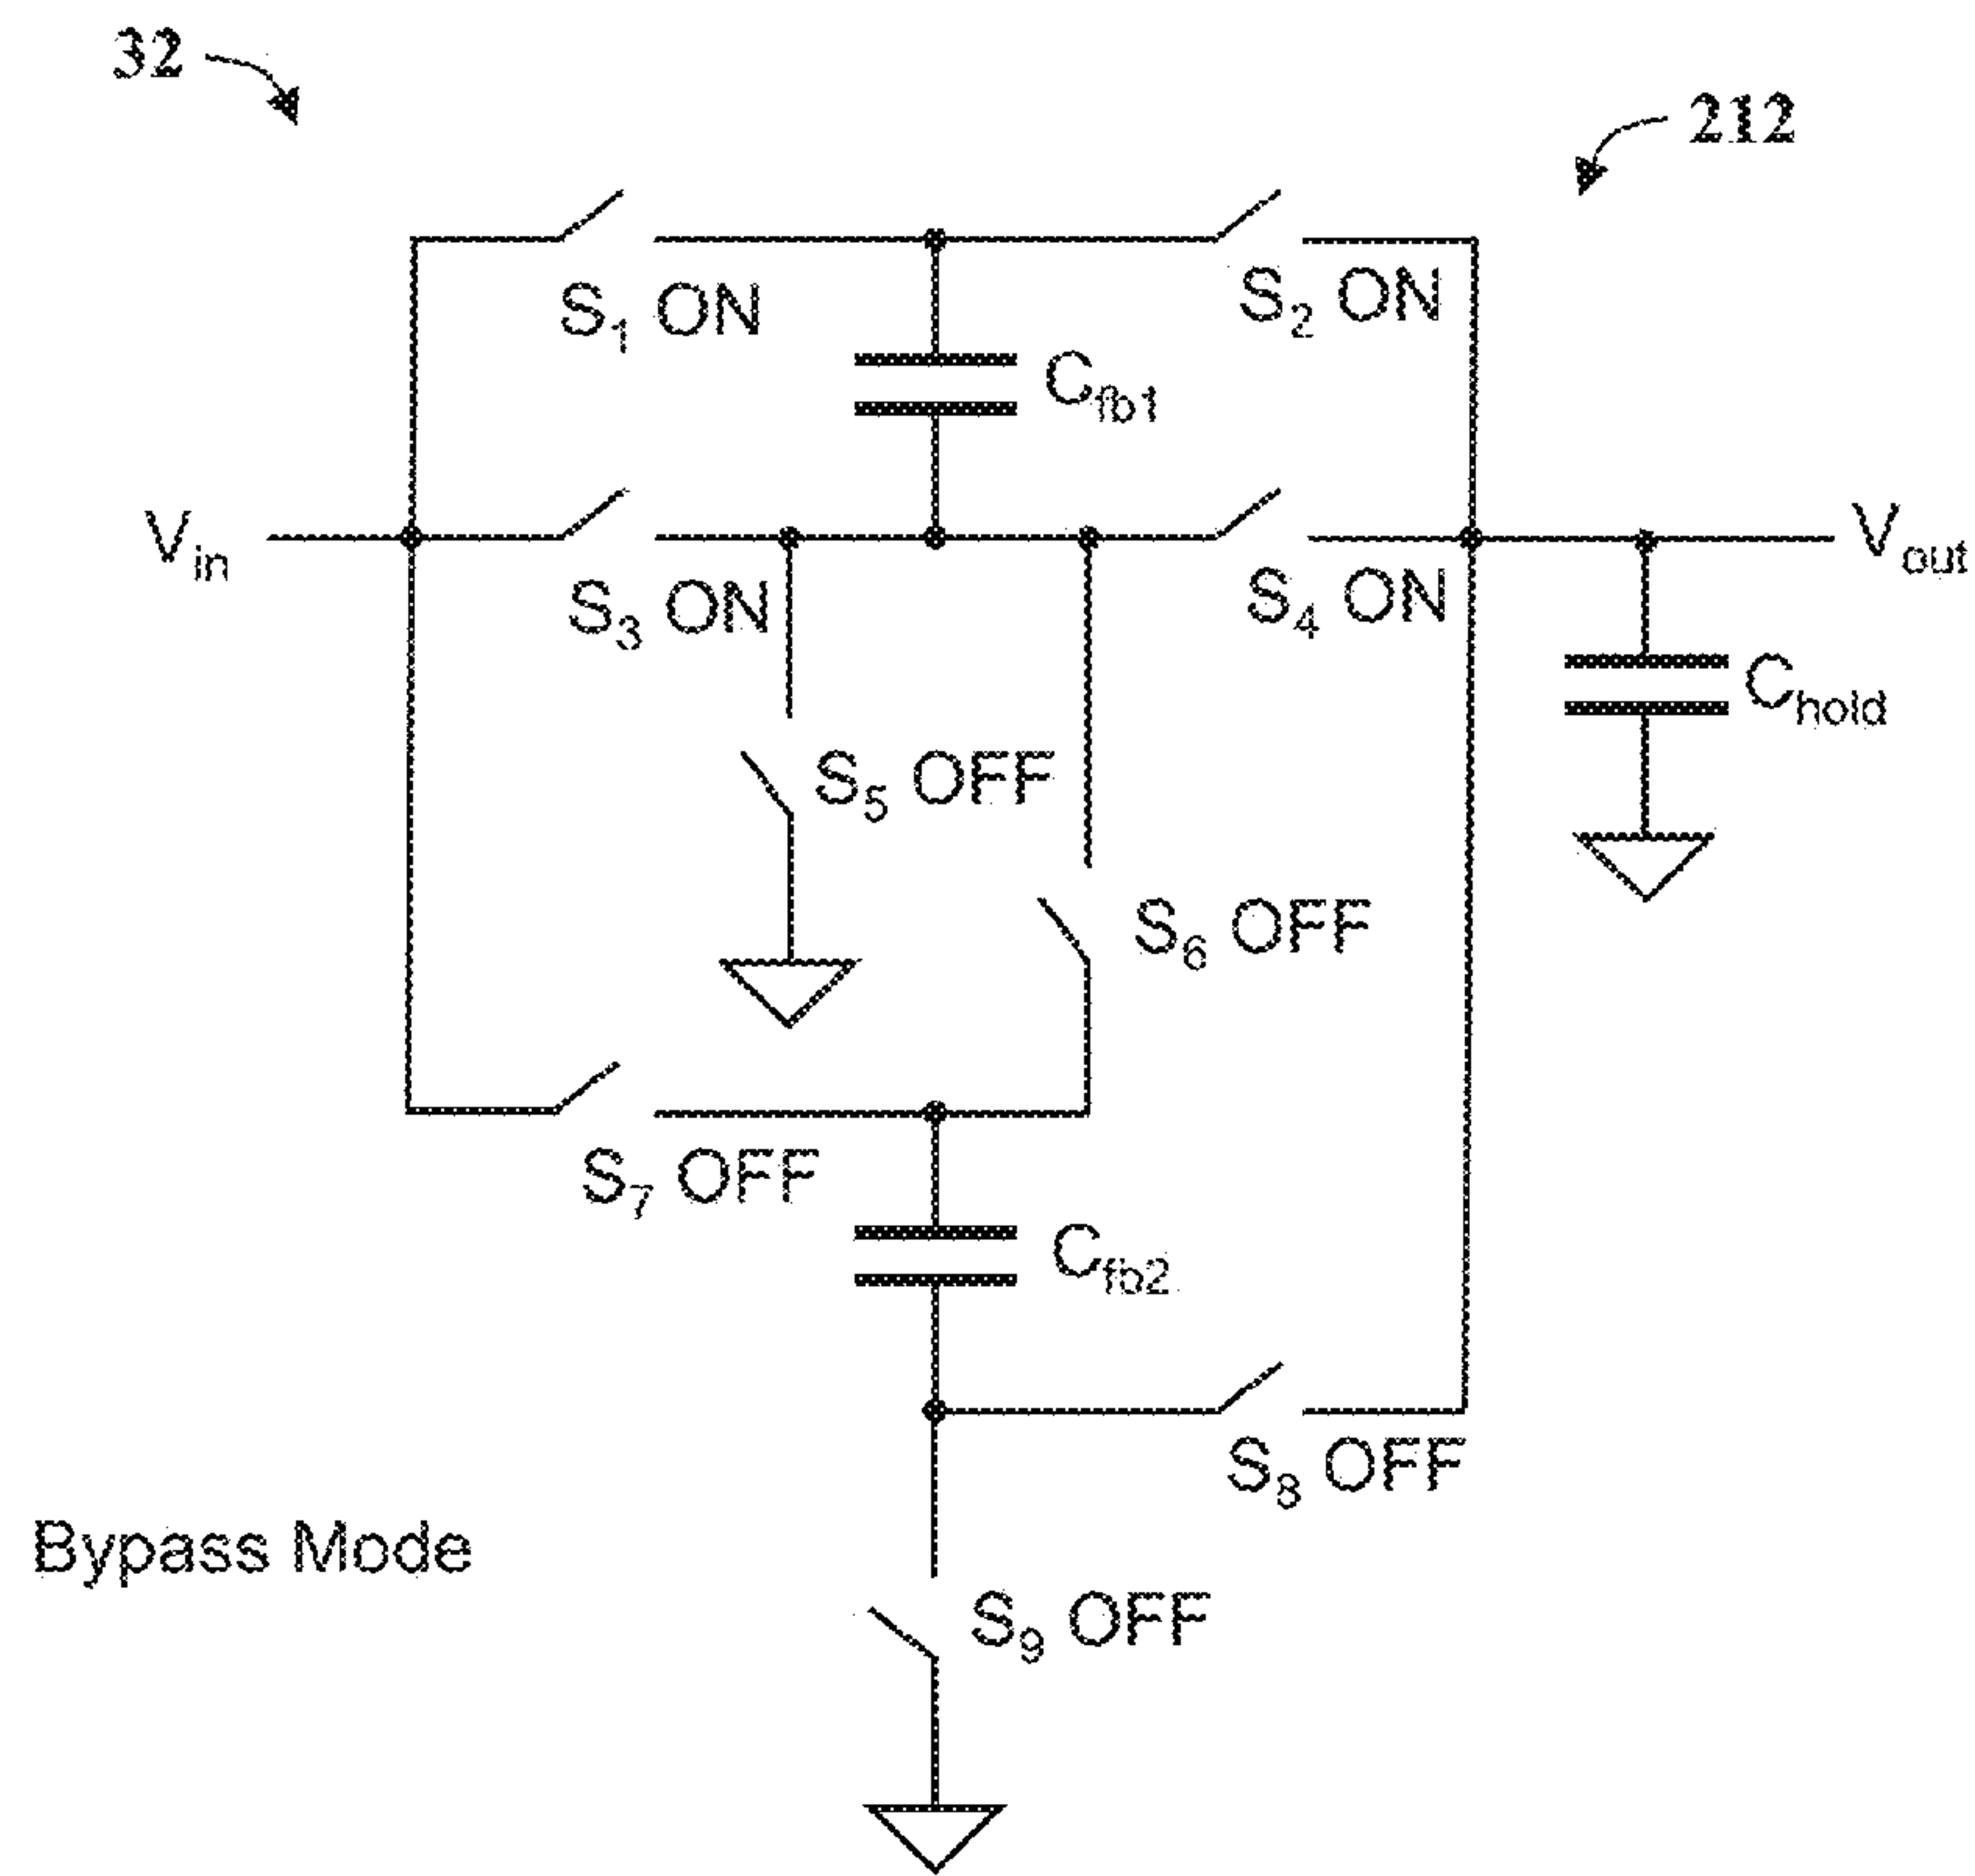 32
212
S1 ON
S2 ON
Cfb1
Vin
Vout
S3 ON
S4 ON
Chold
S5 OFF
S6 OFF
S7 OFF
Cfb2
S8 OFF
Bypass Mode
S9 OFF